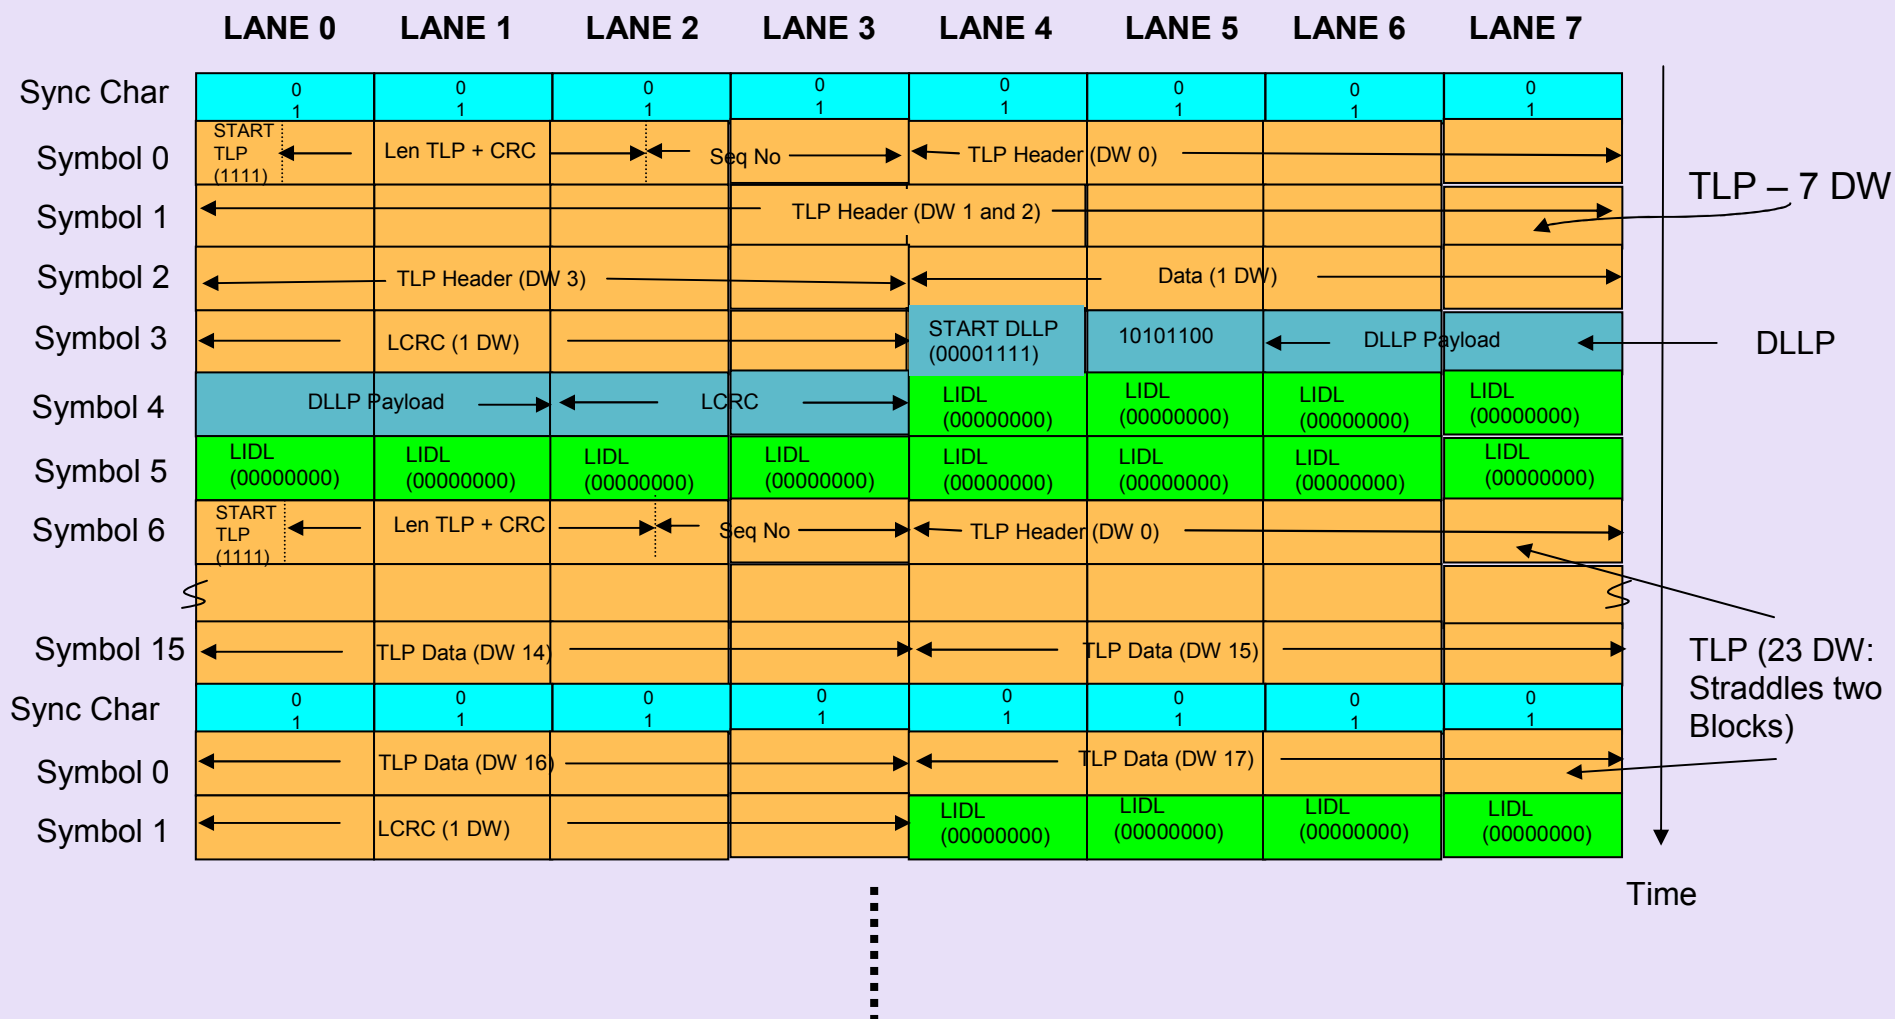 LANE 0 LANE 1 LANE 2 LANE 3 LANE 4 LANE 5 LANE 6 LANE 7
Sync Char 0 0 0 0 0 0 0 0
1 1 1 1 1 1 1 1
Symbol 0 START TLP (1111) Len TLP + CRC Seq No TLP Header (DW 0)
Symbol 1 TLP Header (DW 1 and 2) TLP – 7 DW
Symbol 2 TLP Header (DW 3) Data (1 DW)
Symbol 3 LCRC (1 DW) START DLLP (00001111) 10101100 DLLP Payload DLLP
Symbol 4 DLLP Payload LCRC LIDL (00000000) LIDL (00000000) LIDL (00000000) LIDL (00000000)
Symbol 5 LIDL (00000000) LIDL (00000000) LIDL (00000000) LIDL (00000000) LIDL (00000000) LIDL (00000000) LIDL (00000000) LIDL (00000000)
Symbol 6 START TLP (1111) Len TLP + CRC Seq No TLP Header (DW 0)
Symbol 15 TLP Data (DW 14) TLP Data (DW 15)
TLP (23 DW:
Straddles two
Blocks)
Sync Char 0 0 0 0 0 0 0 0
1 1 1 1 1 1 1 1
Symbol 0 TLP Data (DW 16) TLP Data (DW 17)
Symbol 1 LCRC (1 DW) LIDL (00000000) LIDL (00000000) LIDL (00000000) LIDL (00000000)
Time